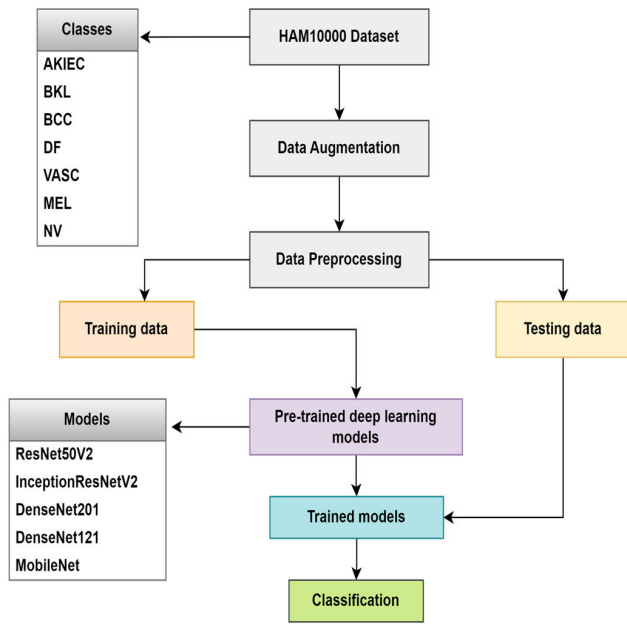 Classes
AKIEC
BKL
BCC
DF
VASC
MEL
NV
HAM10000 Dataset
Data Augmentation
Data Preprocessing
Training data
Testing data
Pre-trained deep learning
models
Models
ResNet50V2
InceptionResNetV2
DenseNet201
DenseNet121
MobileNet
Trained models
Classification